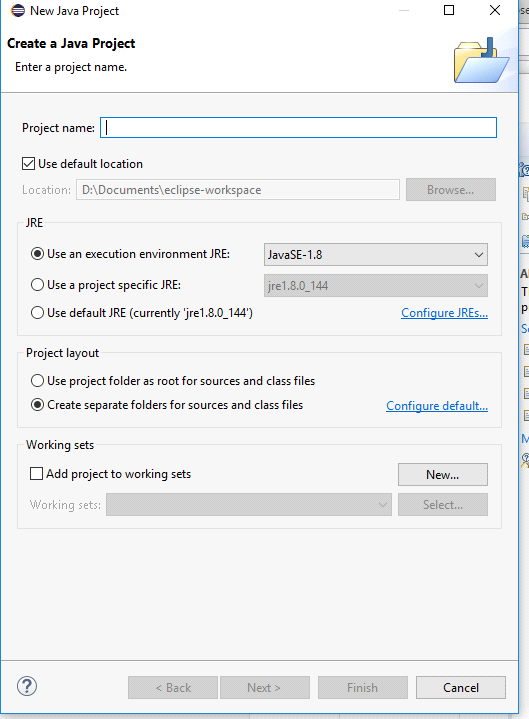 New Java Project
Create a Java Project
Enter a project name.
Project name:
Use default location
Location: D:\Documents\eclipse-workspace Browse...
JRE
Use an execution environment JRE: JavaSE-1.8
Use a project specific JRE: jre1.8.0_144
Use default JRE (currently 'jre1.8.0_144') Configure JREs...
Project layout
Use project folder as root for sources and class files
Create separate folders for sources and class files Configure default...
Working sets
Add project to working sets New...
Working sets: Select...
? < Back Next > Finish Cancel